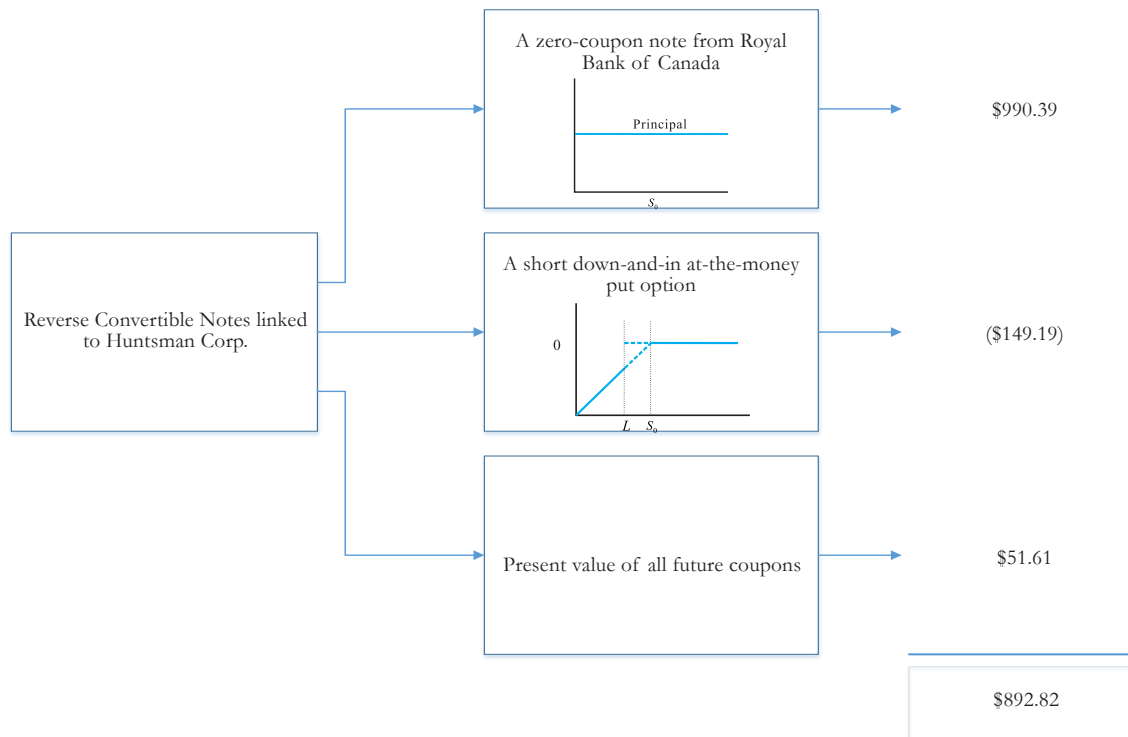 A zero-coupon note from Royal
Bank of Canada
Principal
S₀
$990.39
Reverse Convertible Notes linked
to Huntsman Corp.
A short down-and-in at-the-money
put option
0
L S₀
($149.19)
Present value of all future coupons
$51.61
$892.82